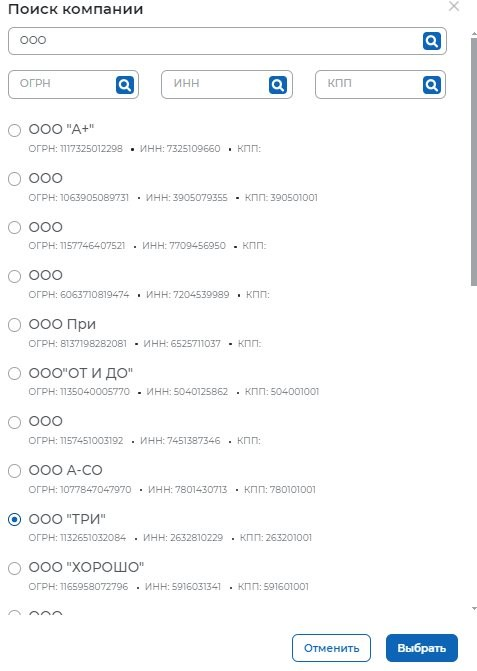 Поиск компании
ООО
ОГРН ИНН КПП
ООО "А+"
ОГРН: 1117325012298 • ИНН: 7325109660 • КПП:
ООО
ОГРН: 1063905089731 • ИНН: 3905079355 • КПП: 390501001
ООО
ОГРН: 1157746407521 • ИНН: 7709456950 • КПП:
ООО
ОГРН: 6063710819474 • ИНН: 7204539989 • КПП:
ООО При
ОГРН: 8137198282081 • ИНН: 6525711037 • КПП:
ООО"ОТ И ДО"
ОГРН: 1135040005770 • ИНН: 5040125862 • КПП: 504001001
ООО
ОГРН: 1157451003192 • ИНН: 7451387346 • КПП:
ООО А-СО
ОГРН: 1077847047970 • ИНН: 7801430713 • КПП: 780101001
ООО "ТРИ"
ОГРН: 1132651032084 • ИНН: 2632810229 • КПП: 263201001
ООО "ХОРОШО"
ОГРН: 1165958072796 • ИНН: 5916031341 • КПП: 591601001
ООО
Отменить Выбрать